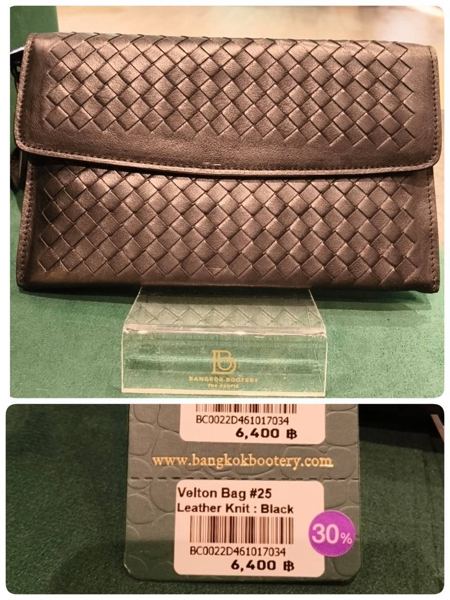 B
BANGKOK BOOTERY
BC0022D461017034
6,400 ฿
www.bangkokbootery.com
Velton Bag #25
Leather Knit : Black
30%
BC0022D461017034
6,400 ฿